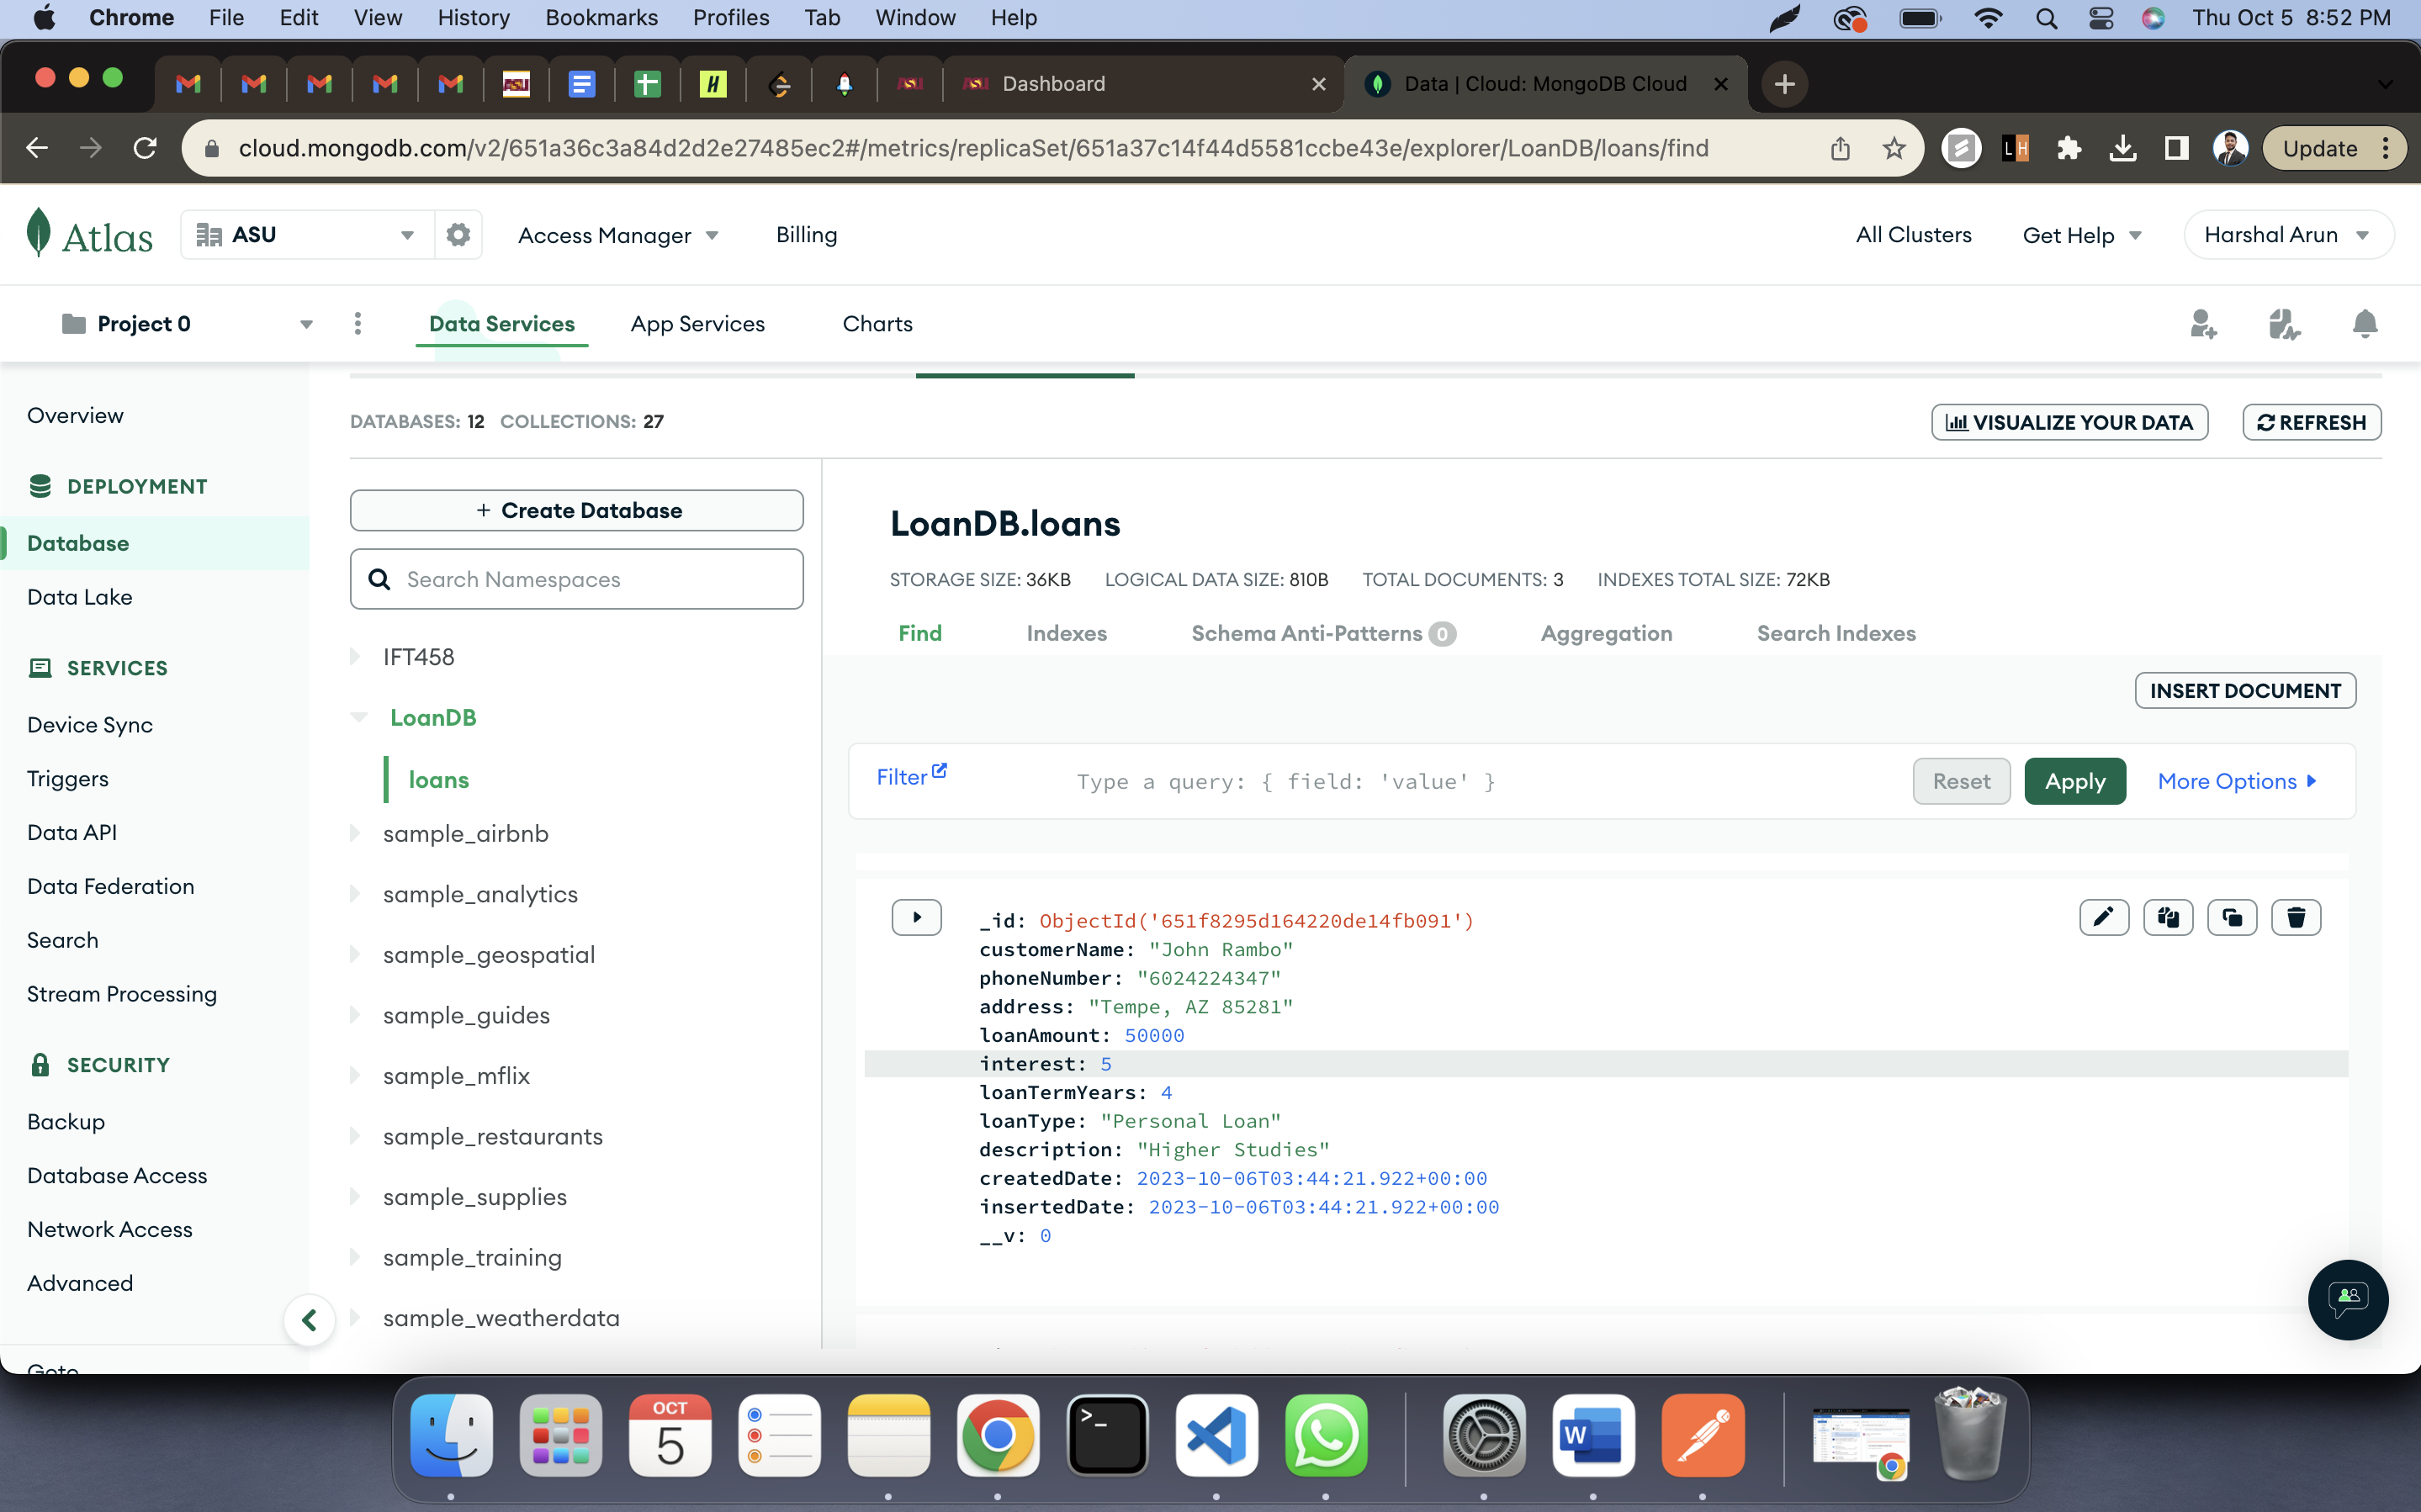 Chrome File Edit View History Bookmarks Profiles Tab Window Help Thu Oct 5 8:52 PM
Dashboard
Data | Cloud: MongoDB Cloud
cloud.mongodb.com/v2/651a36c3a84d2d2e27485ec2#/metrics/replicaSet/651a37c14f44d5581ccbe43e/explorer/LoanDB/loans/find
LH
Update
Atlas
ASU
Access Manager
Billing
All Clusters
Get Help
Harshal Arun
Project 0
Data Services
App Services
Charts
Overview
DEPLOYMENT
Database
Data Lake
SERVICES
Device Sync
Triggers
Data API
Data Federation
Search
Stream Processing
SECURITY
Backup
Database Access
Network Access
Advanced
Goto
DATABASES: 12 COLLECTIONS: 27
VISUALIZE YOUR DATA
REFRESH
+ Create Database
Search Namespaces
IFT458
LoanDB
loans
sample_airbnb
sample_analytics
sample_geospatial
sample_guides
sample_mflix
sample_restaurants
sample_supplies
sample_training
sample_weatherdata
LoanDB.loans
STORAGE SIZE: 36KB LOGICAL DATA SIZE: 810B TOTAL DOCUMENTS: 3 INDEXES TOTAL SIZE: 72KB
Find Indexes Schema Anti-Patterns 0 Aggregation Search Indexes
INSERT DOCUMENT
Filter
Type a query: { field: 'value' }
Reset
Apply
More Options
_id: ObjectId('651f8295d164220de14fb091')
customerName: "John Rambo"
phoneNumber: "6024224347"
address: "Tempe, AZ 85281"
loanAmount: 50000
interest: 5
loanTermYears: 4
loanType: "Personal Loan"
description: "Higher Studies"
createdDate: 2023-10-06T03:44:21.922+00:00
insertedDate: 2023-10-06T03:44:21.922+00:00
__v: 0
OCT
5
W